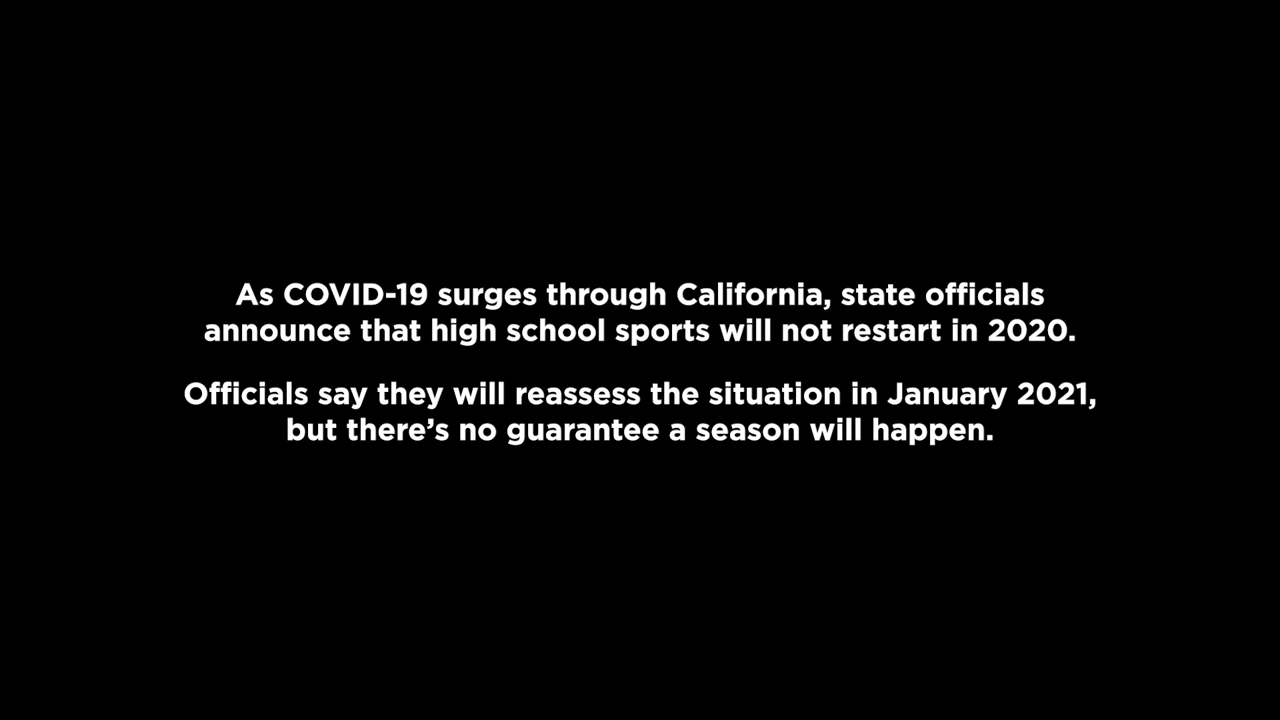 As COVID-19 surges through California, state officials
announce that high school sports will not restart in 2020.
Officials say they will reassess the situation in January 2021,
but there’s no guarantee a season will happen.